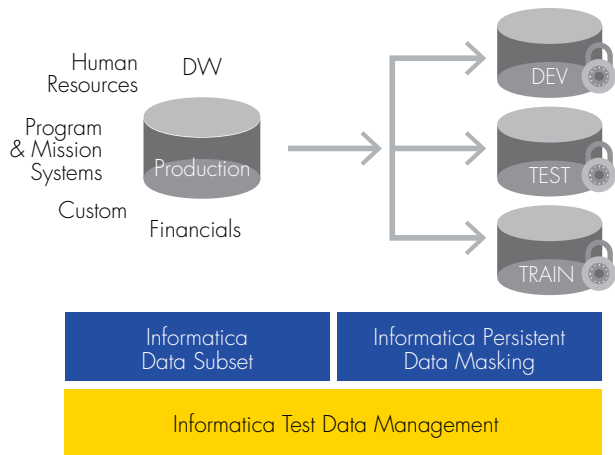 Human
Resources
DW
DEV
Program
& Mission
Systems
Production
TEST
Custom
Financials
TRAIN
Informatica
Data Subset
Informatica Persistent
Data Masking
Informatica Test Data Management